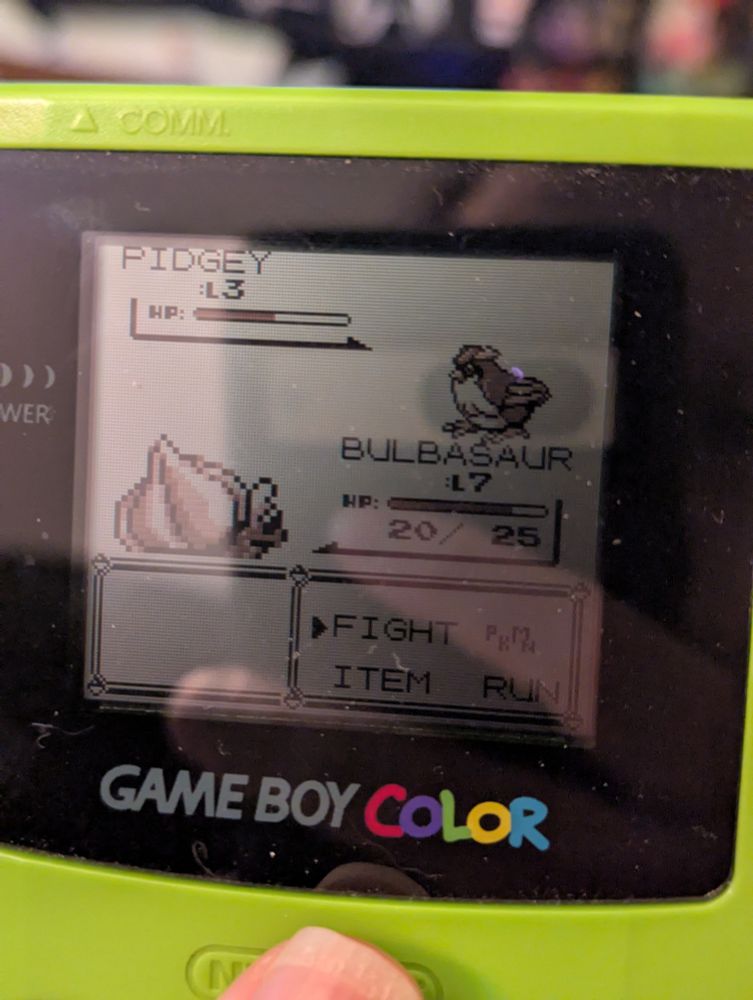 COMM.
PIDGEY
:L3
HP:
WER
BULBASAUR
:L7
HP:
20/ 25
FIGHT PKMN
ITEM RUN
GAME BOY COLOR